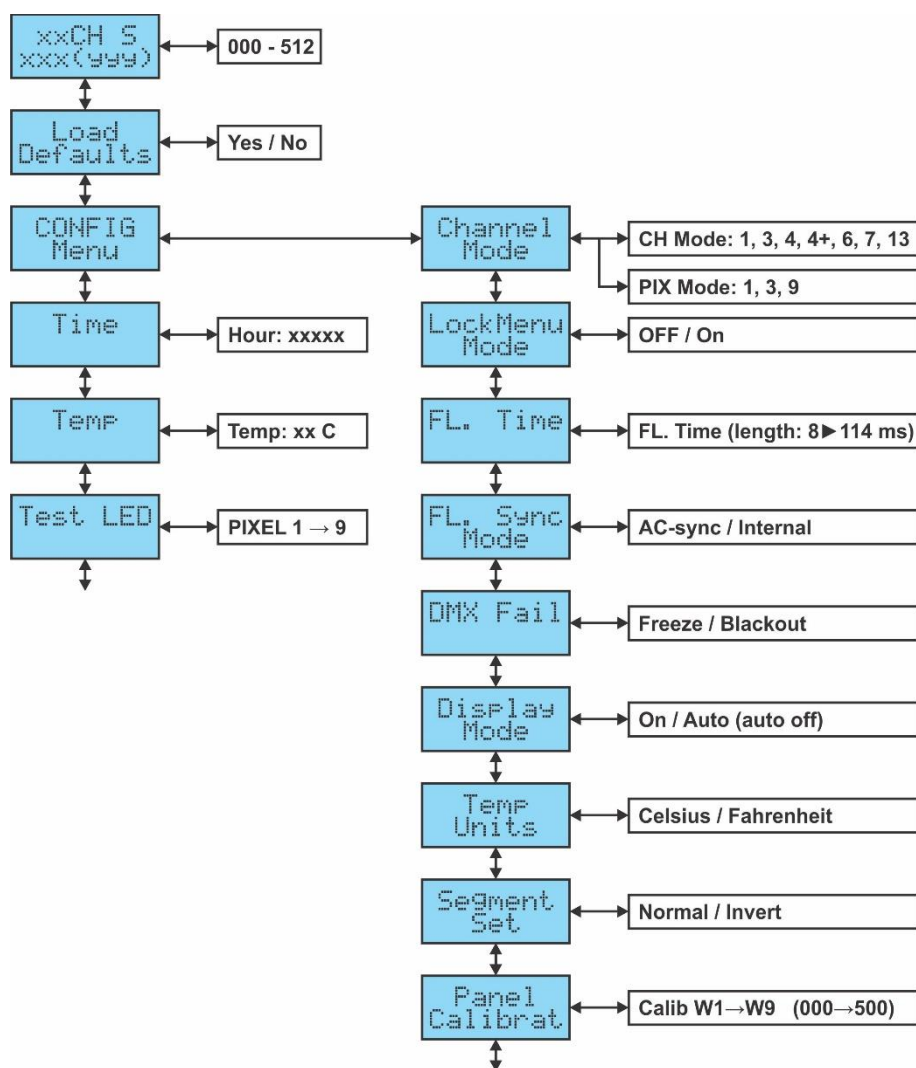 xxCH S
xxx(yyy)
000 - 512
Load
Defaults
Yes / No
CONFIG
Menu
Channel
Mode
CH Mode: 1, 3, 4, 4+, 6, 7, 13
PIX Mode: 1, 3, 9
Time
Hour: xxxxx
LockMenu
Mode
OFF / On
Temp
Temp: xx C
FL. Time
FL. Time (length: 8►114 ms)
Test LED
PIXEL 1 → 9
FL. Sync
Mode
AC-sync / Internal
DMX Fail
Freeze / Blackout
Display
Mode
On / Auto (auto off)
Temp
Units
Celsius / Fahrenheit
Segment
Set
Normal / Invert
Panel
Calibrat
Calib W1→W9 (000→500)